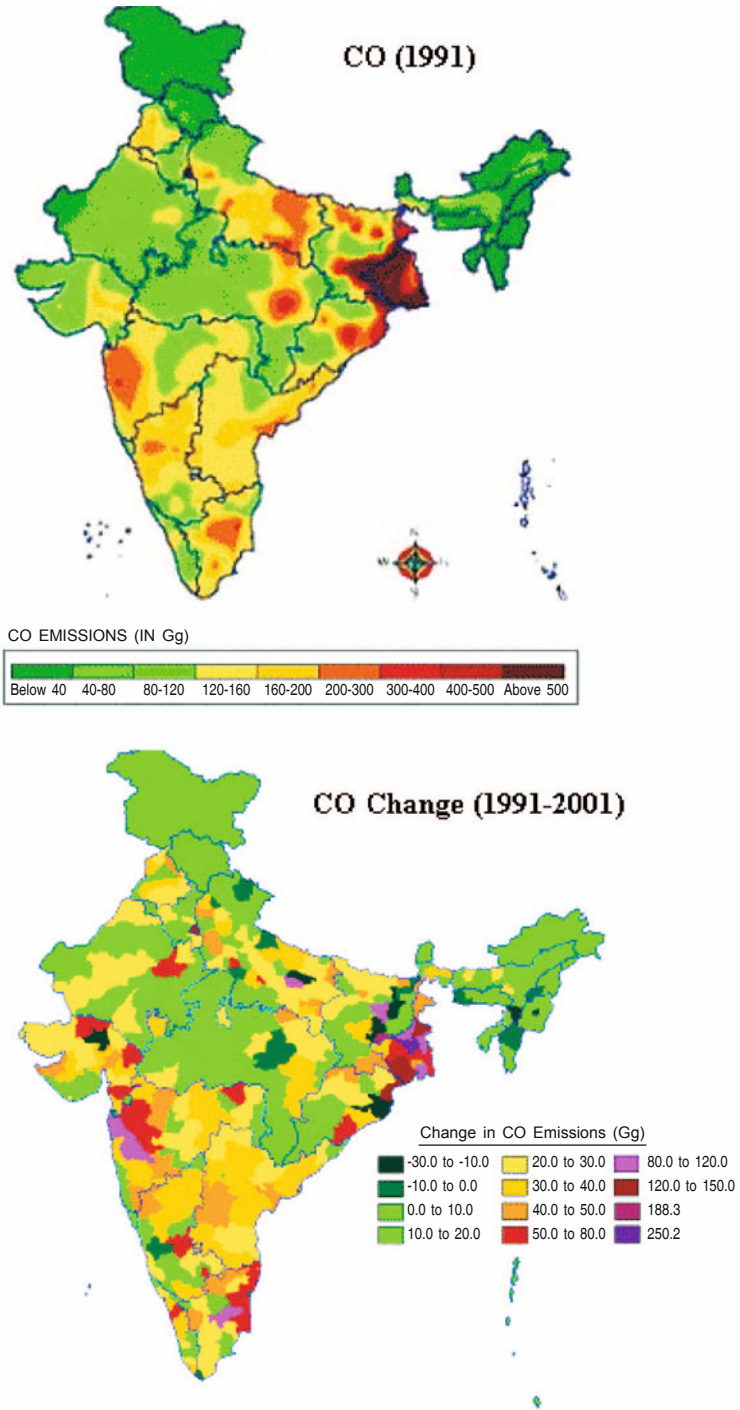 CO (1991)
N
W
S
CO EMISSIONS (IN Gg)
Below 40 40-80 80-120 120-160 160-200 200-300 300-400 400-500 Above 500
CO Change (1991-2001)
Change in CO Emissions (Gg)
-30.0 to -10.0 20.0 to 30.0 80.0 to 120.0
-10.0 to 0.0 30.0 to 40.0 120.0 to 150.0
0.0 to 10.0 40.0 to 50.0 188.3
10.0 to 20.0 50.0 to 80.0 250.2